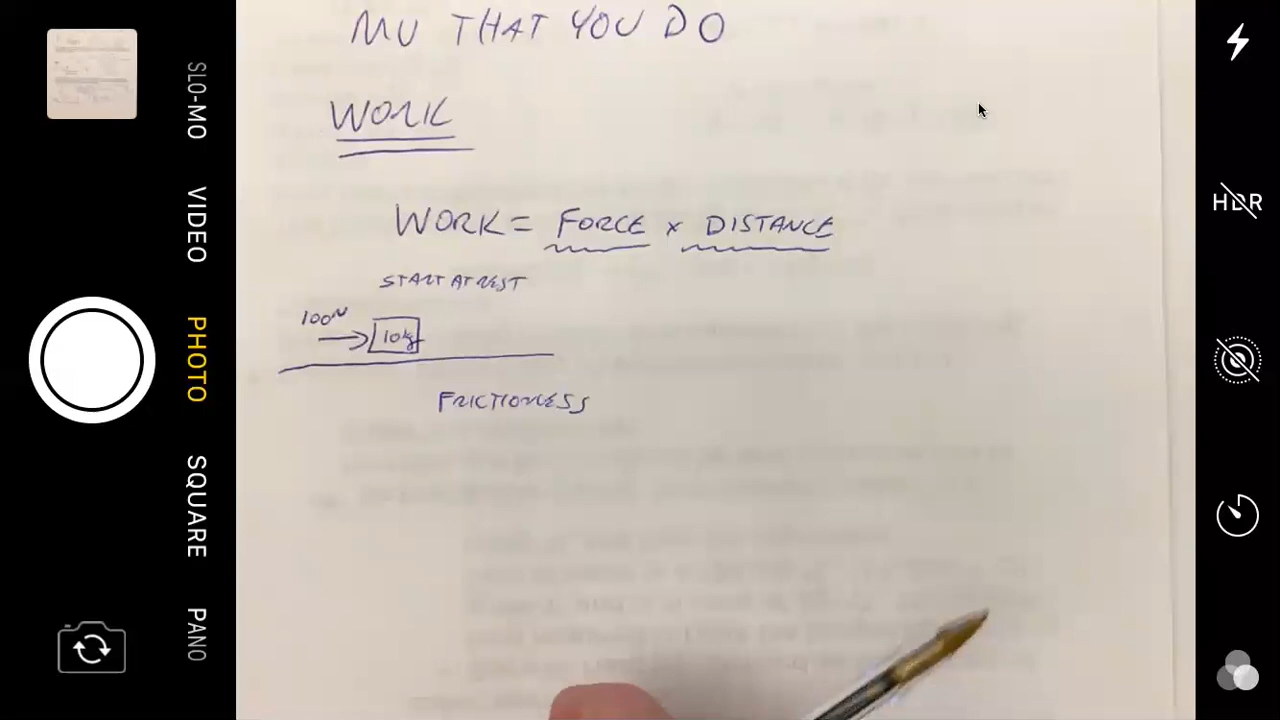 MU THAT YOU DO
WORK
WORK = FORCE x DISTANCE
START AT REST
100N
10kg
FRICTIONLESS
SLO-MO
VIDEO
PHOTO
SQUARE
PANO
HDR